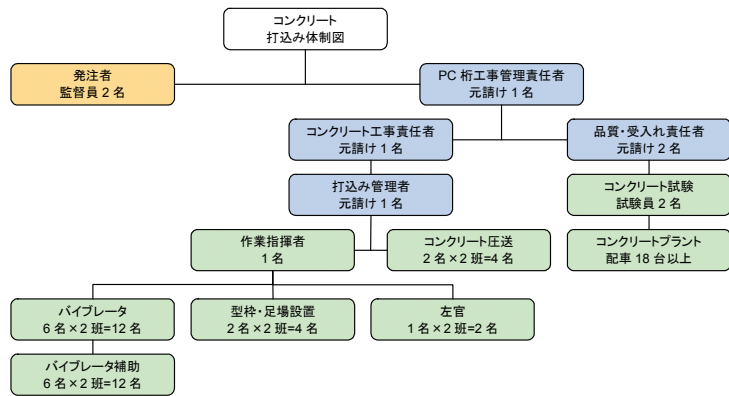 コンクリート
打込み体制図
発注者
監督員 2 名
PC 桁工事管理責任者
元請け 1 名
コンクリート工事責任者
元請け 1 名
品質・受入れ責任者
元請け 2 名
打込み管理者
元請け 1 名
コンクリート試験
試験員 2 名
作業指揮者
1 名
コンクリート圧送
2 名×2 班=4 名
コンクリートプラント
配車 18 台以上
バイブレータ
6 名×2 班=12 名
型枠・足場設置
2 名×2 班=4 名
左官
1 名×2 班=2 名
バイブレータ補助
6 名×2 班=12 名